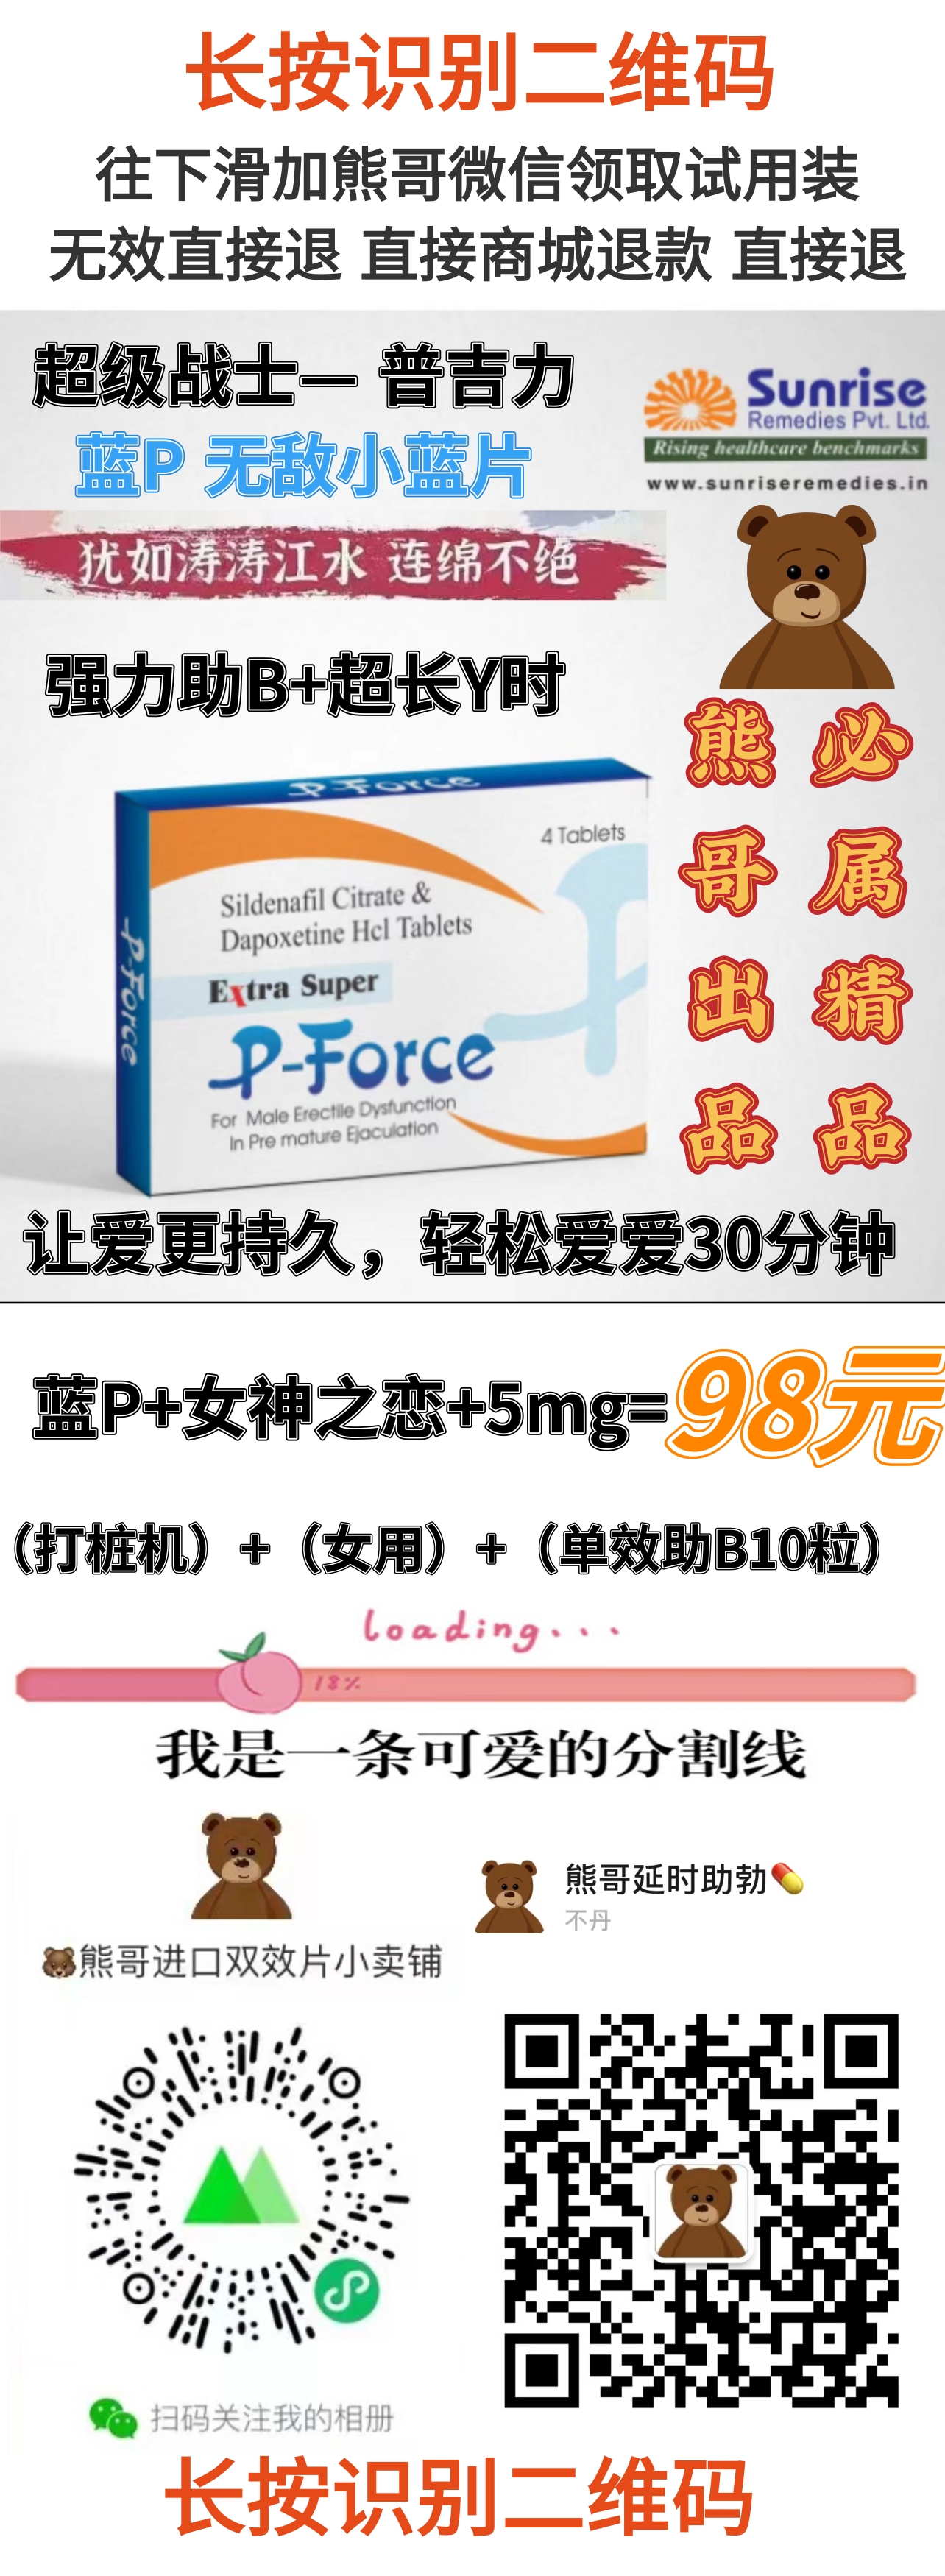 长按识别二维码
往下滑加熊哥微信领取试用装
无效直接退 直接商城退款 直接退
超级战士— 普吉力
蓝P 无敌小蓝片
Sunrise
Remedies Pvt. Ltd.
Rising healthcare benchmarks
www.sunriseremedies.in
犹如涛涛江水 连绵不绝
强力助B+超长Y时
熊哥出品
必属精品
P-Force
4 Tablets
Sildenafil Citrate &
Dapoxetine Hcl Tablets
Extra Super
P-Force
P-Force
For Male Erectile Dysfunction
In Pre mature Ejaculation
让爱更持久，轻松爱爱30分钟
蓝P+女神之恋+5mg=98元
（打桩机）+（女用）+（单效助B10粒）
loading...
18%
我是一条可爱的分割线
熊哥进口双效片小卖铺
熊哥延时助勃💊
不丹
扫码关注我的相册
长按识别二维码